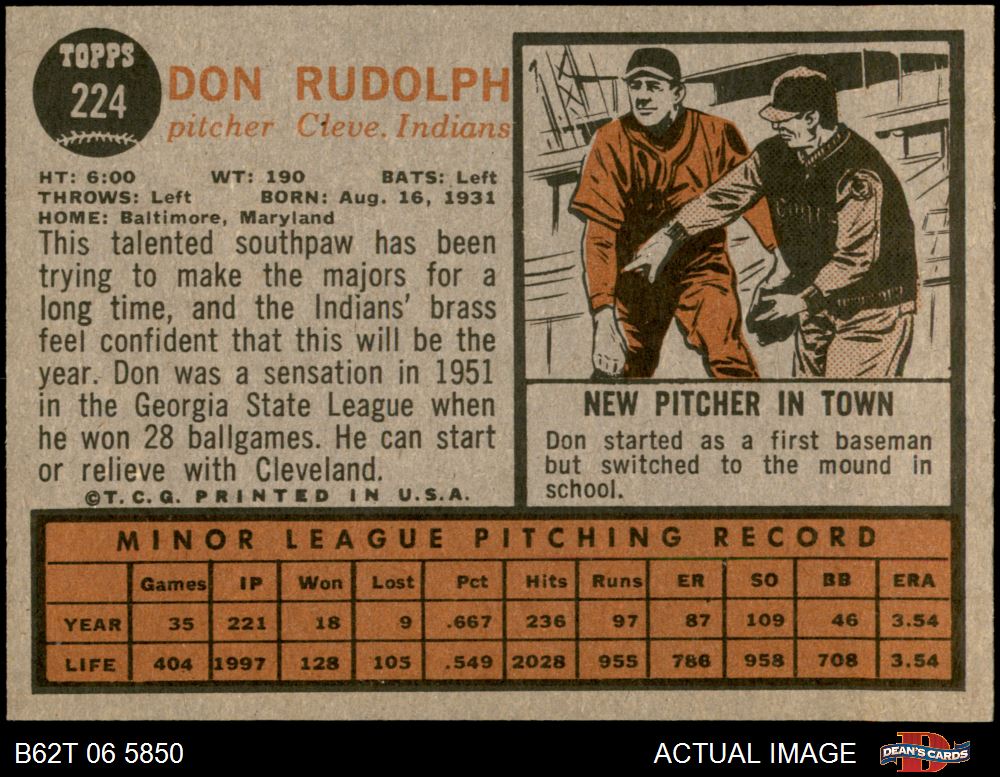 TOPPS
224
DON RUDOLPH
pitcher Cleve. Indians
HT: 6:00 WT: 190 BATS: Left
THROWS: Left BORN: Aug. 16, 1931
HOME: Baltimore, Maryland
This talented southpaw has been
trying to make the majors for a
long time, and the Indians' brass
feel confident that this will be the
year. Don was a sensation in 1951
in the Georgia State League when
he won 28 ballgames. He can start
or relieve with Cleveland.
©T.C.G. PRINTED IN U.S.A.
NEW PITCHER IN TOWN
Don started as a first baseman
but switched to the mound in
school.
MINOR LEAGUE PITCHING RECORD
Games IP Won Lost Pct Hits Runs ER SO BB ERA
YEAR 35 221 18 9 .667 236 97 87 109 46 3.54
LIFE 404 1997 128 105 .549 2028 955 786 958 708 3.54
B62T 06 5850 ACTUAL IMAGE DEAN'S CARDS